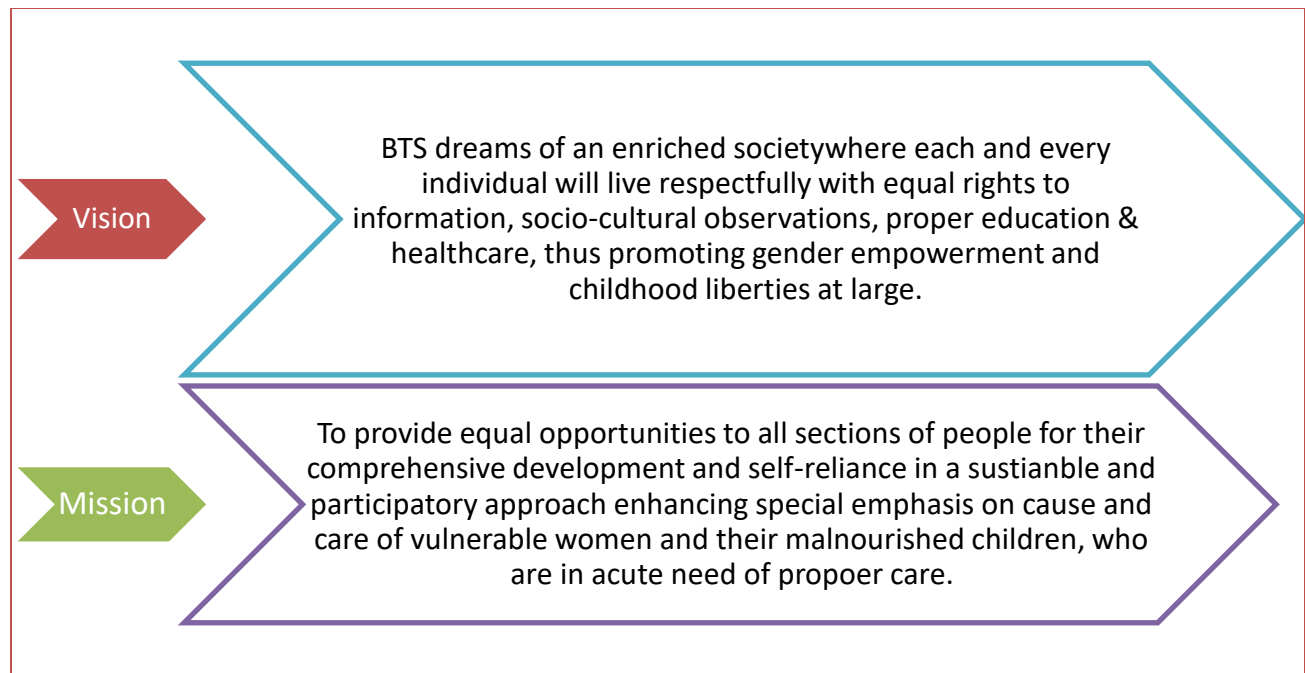 Vision
BTS dreams of an enriched societywhere each and every
individual will live respectfully with equal rights to
information, socio-cultural observations, proper education &
healthcare, thus promoting gender empowerment and
childhood liberties at large.
Mission
To provide equal opportunities to all sections of people for their
comprehensive development and self-reliance in a sustianble and
participatory approach enhancing special emphasis on cause and
care of vulnerable women and their malnourished children, who
are in acute need of propoer care.